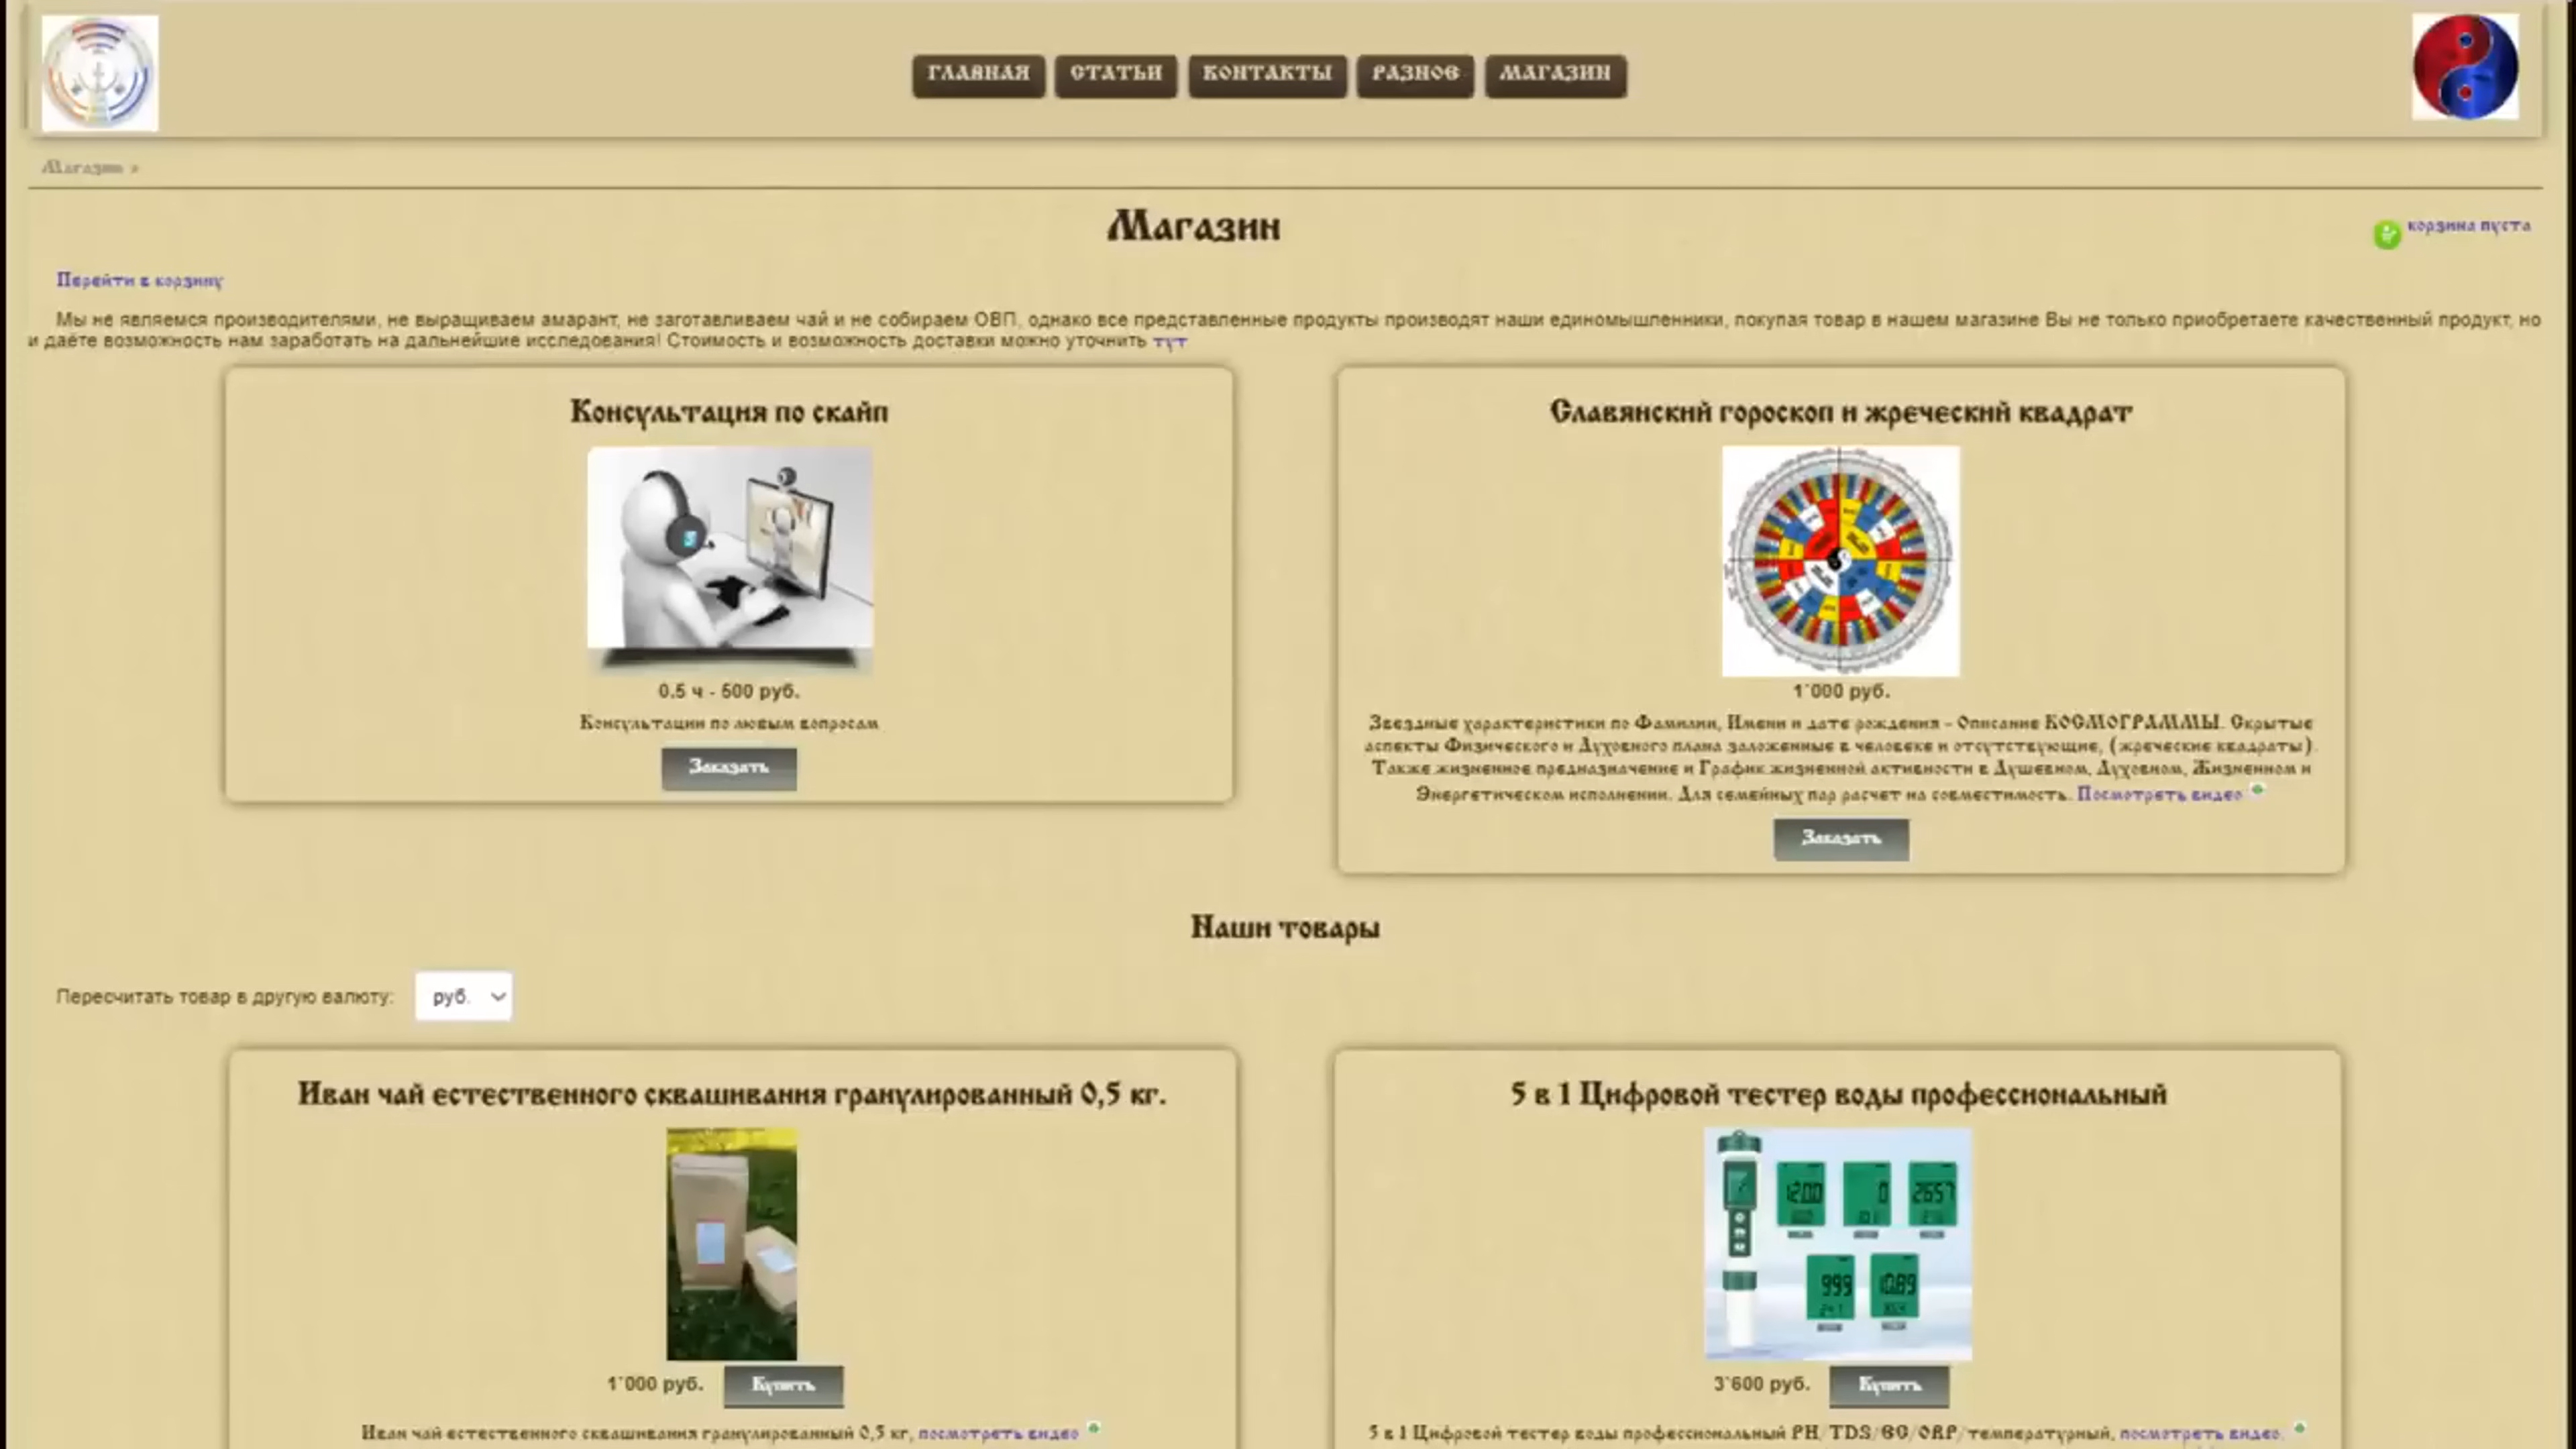 ГЛАВНАЯ СТАТЬИ КОНТАКТЫ РАЗНОЕ МАГАЗИН
Магазин »
Магазин
корзина пуста
Перейти в корзину
Мы не являемся производителями, не выращиваем амарант, не заготавливаем чай и не собираем ОВП, однако все представленные продукты производят наши единомышленники, покупая товар в нашем магазине Вы не только приобретаете качественный продукт, но
и даёте возможность нам заработать на дальнейшие исследования! Стоимость и возможность доставки можно уточнить тут
Консультация по скайп
0.5 ч - 500 руб.
Консультации по любым вопросам
Заказать
Славянский гороскоп и жреческий квадрат
1`000 руб.
Звездные характеристики по Фамилии, Имени и дате рождения - Описание КОСМОГРАММЫ. Скрытые
аспекты Физического и Духовного плана заложенные в человеке и отсутствующие, (жреческие квадраты).
Также жизненное предназначение и График жизненной активности в Душевном, Духовном, Жизненном и
Энергетическом исполнении. Для семейных пар расчет на совместимость. Посмотреть видео
Заказать
Наши товары
Пересчитать товар в другую валюту: руб.
Иван чай естественного сквашивания гранулированный 0,5 кг.
1`000 руб. Купить
Иван чай естественного сквашивания гранулированный 0,5 кг, посмотреть видео
5 в 1 Цифровой тестер воды профессиональный
1200 0 2657
999 10.89
3`600 руб. Купить
5 в 1 Цифровой тестер воды профессиональный PH/TDS/EC/ORP/температурный, посмотреть видео.